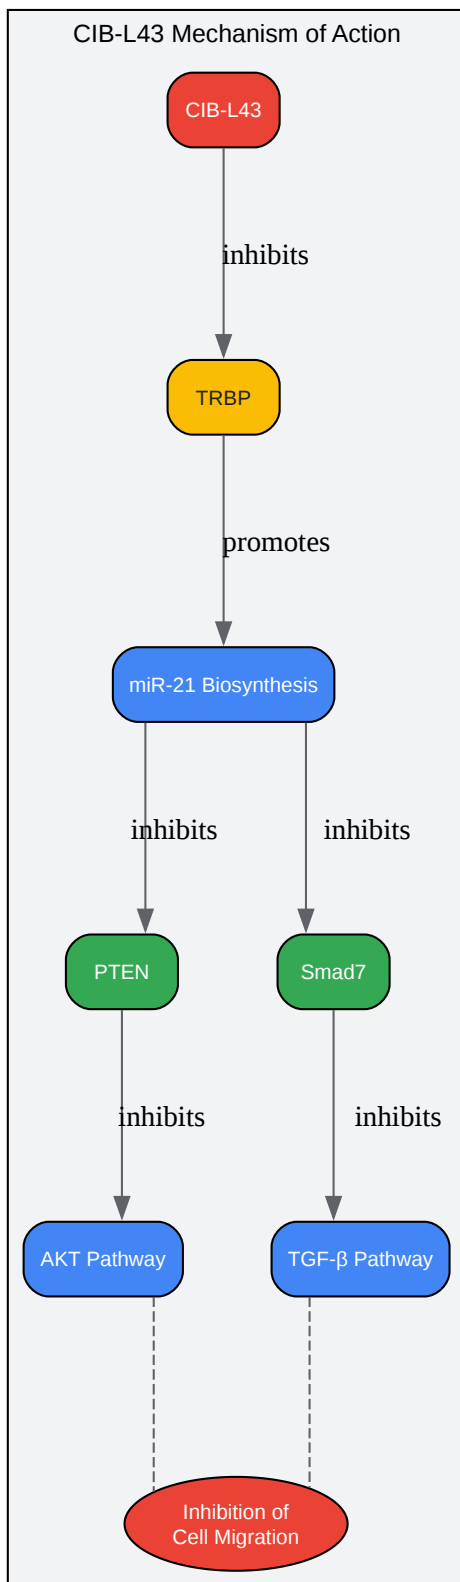 CIB-L43 Mechanism of Action
CIB-L43
inhibits
TRBP
promotes
miR-21 Biosynthesis
inhibits
inhibits
PTEN
Smad7
inhibits
inhibits
AKT Pathway
TGF-β Pathway
Inhibition of
Cell Migration